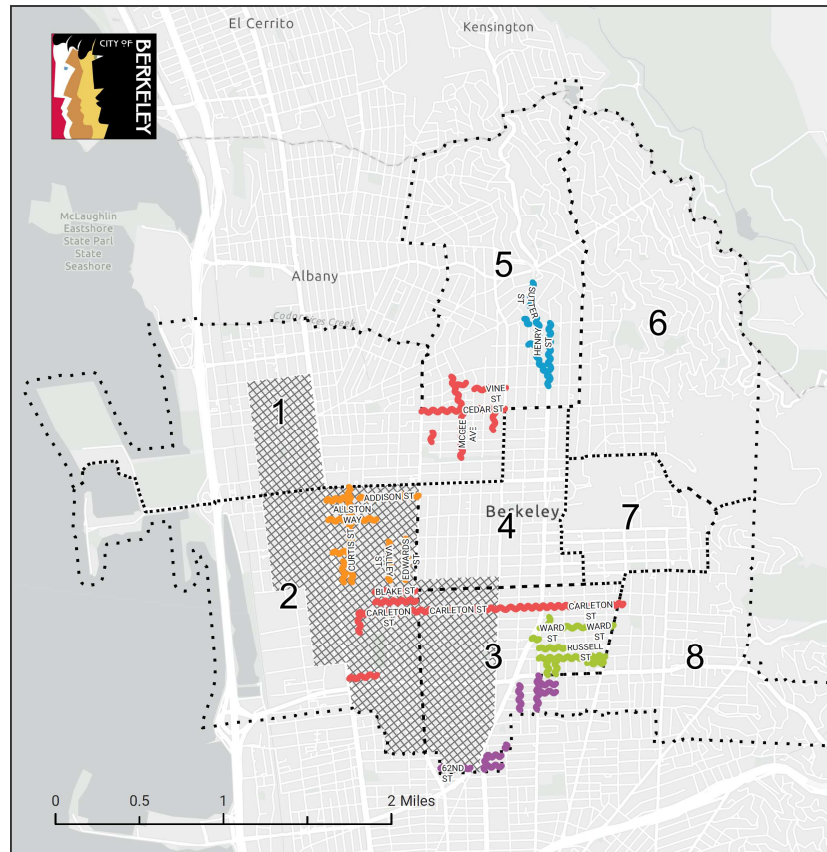 El Cerrito
Kensington
CITY OF
BERKELEY
McLaughlin
Eastshore
State Parl
State
Seashore
Albany
Codornices Creek
5
6
SUTTER
ST
HENRY
ST
1
VINE
ST
CEDAR ST
MCGEE
AVE
ADDISON ST
ALLSTON
WAY
CURTIS ST
VALLEY
ST
EDWARDS
ST
4
Berkeley
7
2
BLAKE ST
CARLETON
ST
CARLETON ST
CARLETON
ST
WARD
ST
WARD
ST
RUSSELL
ST
3
8
62ND
ST
0
0.5
1
2 Miles